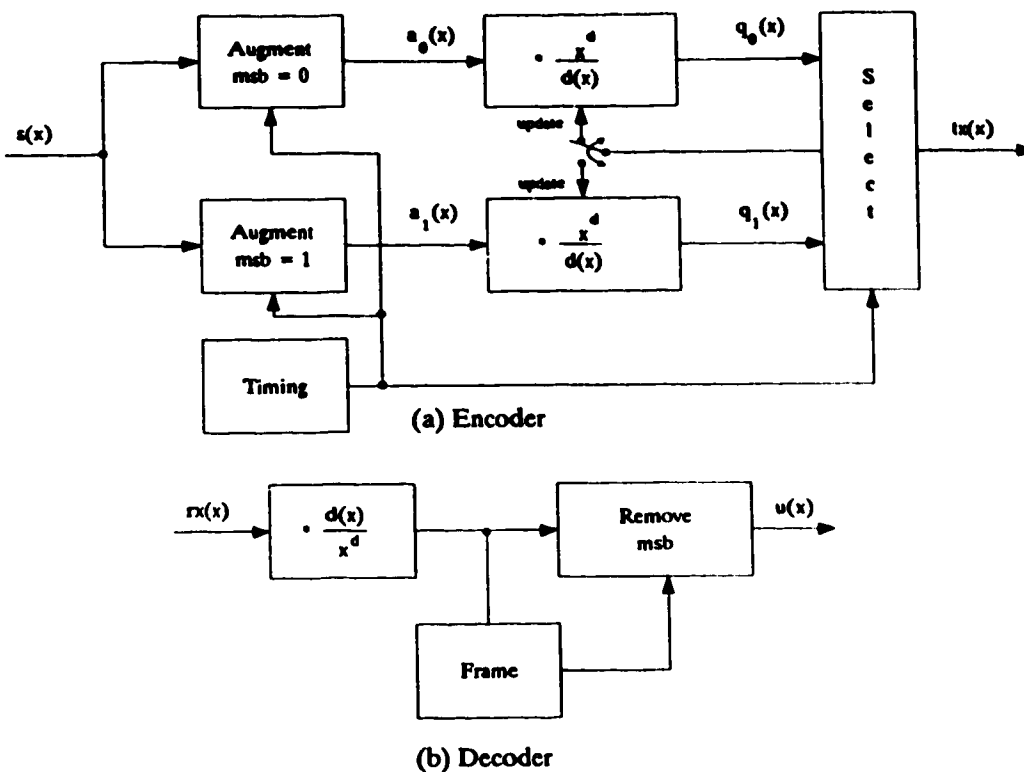 s(x)
Augment
msb = 0
a₀(x)
• x^d
d(x)
q₀(x)
update
S
e
l
e
c
t
tx(x)
Augment
msb = 1
a₁(x)
update
• x^d
d(x)
q₁(x)
Timing
(a) Encoder
rx(x)
• d(x)
x^d
Remove
msb
u(x)
Frame
(b) Decoder